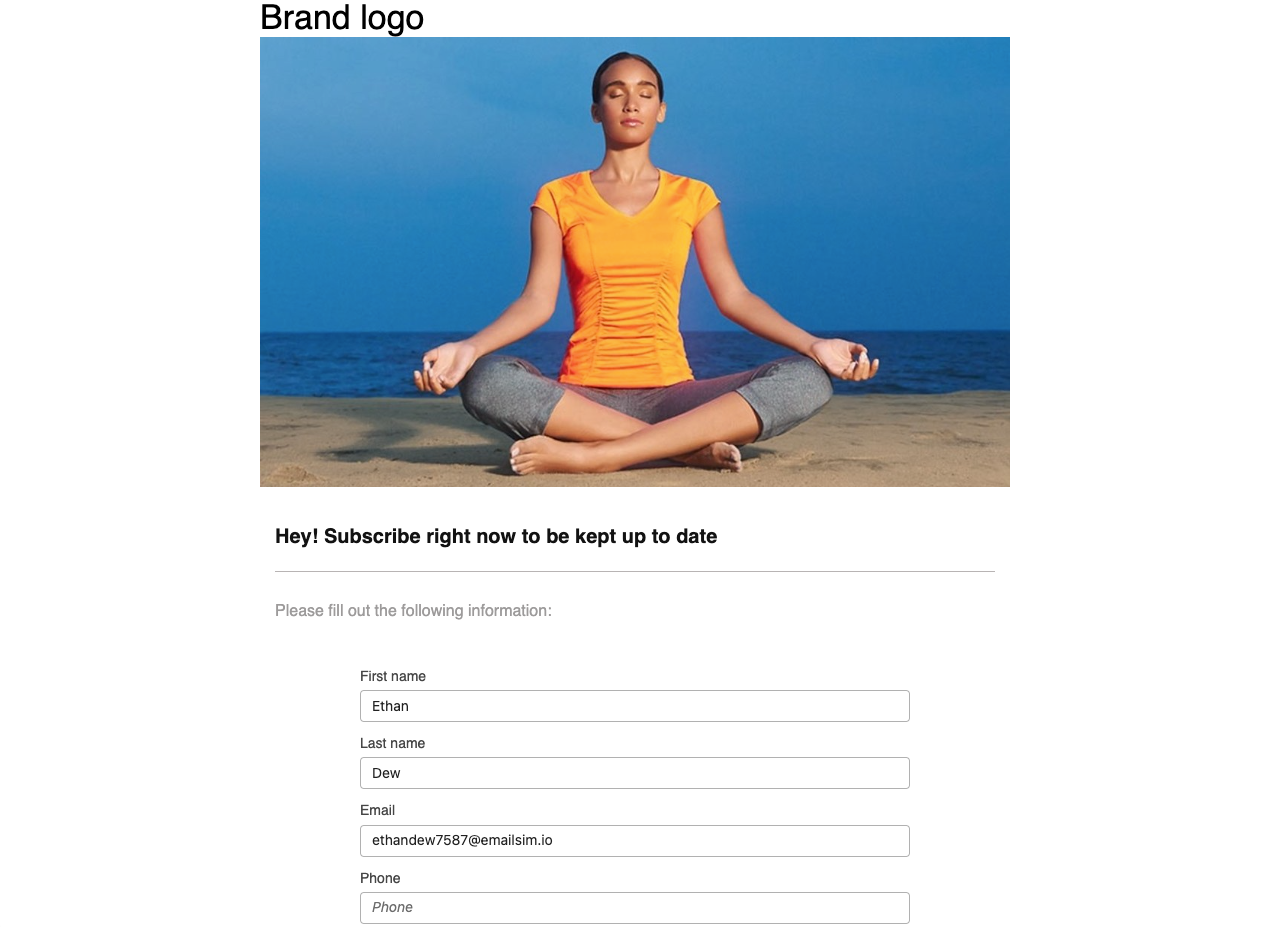 Brand logo
Hey! Subscribe right now to be kept up to date
Please fill out the following information:
First name
Ethan
Last name
Dew
Email
ethandew7587@emailsim.io
Phone
Phone